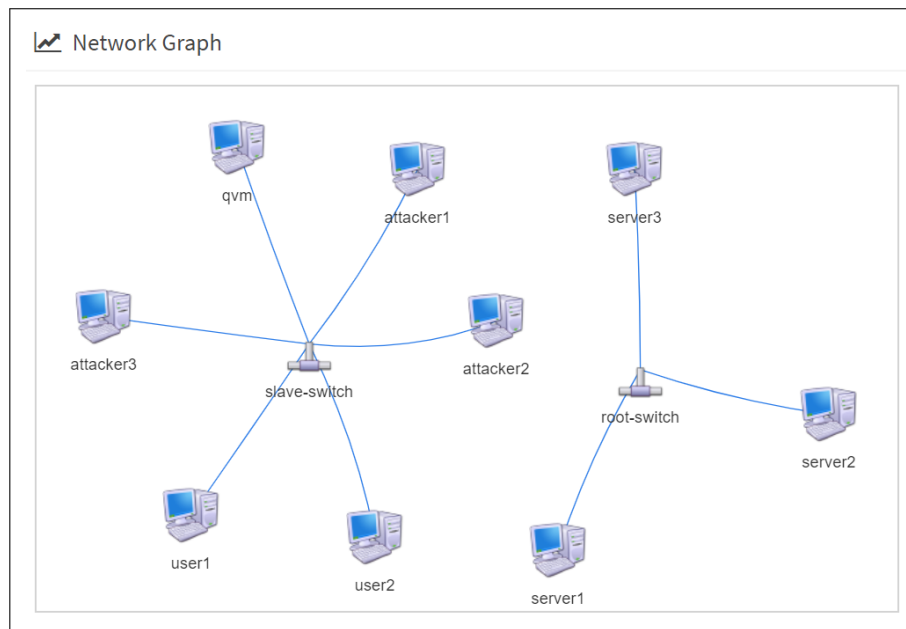 Network Graph
qvm
attacker1
server3
attacker3
attacker2
slave-switch
root-switch
server2
user1
user2
server1